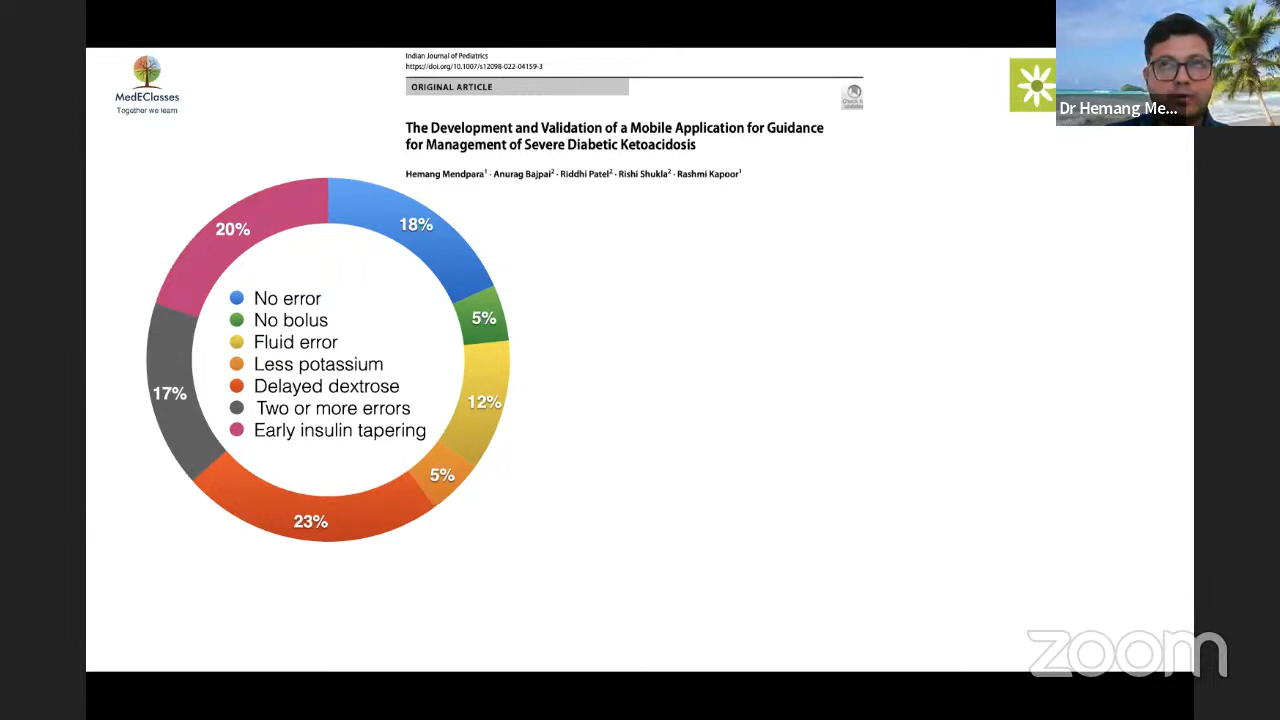 MedEClasses
Together we learn
Indian Journal of Pediatrics
https://doi.org/10.1007/s12098-022-04159-3
ORIGINAL ARTICLE
Check for
updates
The Development and Validation of a Mobile Application for Guidance
for Management of Severe Diabetic Ketoacidosis
Hemang Mendpara1 · Anurag Bajpai2 · Riddhi Patel2 · Rishi Shukla2 · Rashmi Kapoor1
Dr Hemang Me...
20%
18%
5%
12%
5%
23%
17%
No error
No bolus
Fluid error
Less potassium
Delayed dextrose
Two or more errors
Early insulin tapering
zoom